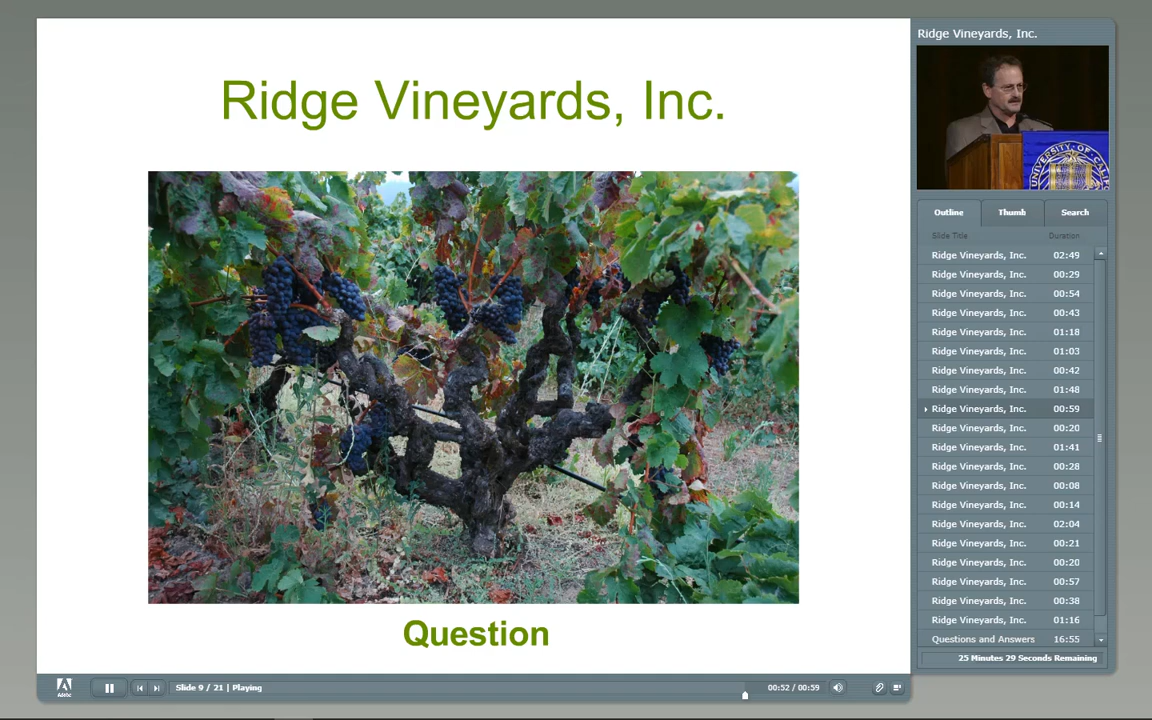 Ridge Vineyards, Inc.
Question
Ridge Vineyards, Inc.
UNIVERSITY · OF · CALIF
Outline
Thumb
Search
Slide Title
Duration
Ridge Vineyards, Inc. 02:49
Ridge Vineyards, Inc. 00:29
Ridge Vineyards, Inc. 00:54
Ridge Vineyards, Inc. 00:43
Ridge Vineyards, Inc. 01:18
Ridge Vineyards, Inc. 01:03
Ridge Vineyards, Inc. 00:42
Ridge Vineyards, Inc. 01:48
Ridge Vineyards, Inc. 00:59
Ridge Vineyards, Inc. 00:20
Ridge Vineyards, Inc. 01:41
Ridge Vineyards, Inc. 00:28
Ridge Vineyards, Inc. 00:08
Ridge Vineyards, Inc. 00:14
Ridge Vineyards, Inc. 02:04
Ridge Vineyards, Inc. 00:21
Ridge Vineyards, Inc. 00:20
Ridge Vineyards, Inc. 00:57
Ridge Vineyards, Inc. 00:38
Ridge Vineyards, Inc. 01:16
Questions and Answers 16:55
25 Minutes 29 Seconds Remaining
Adobe
Slide 9 / 21 | Playing
00:52 / 00:59